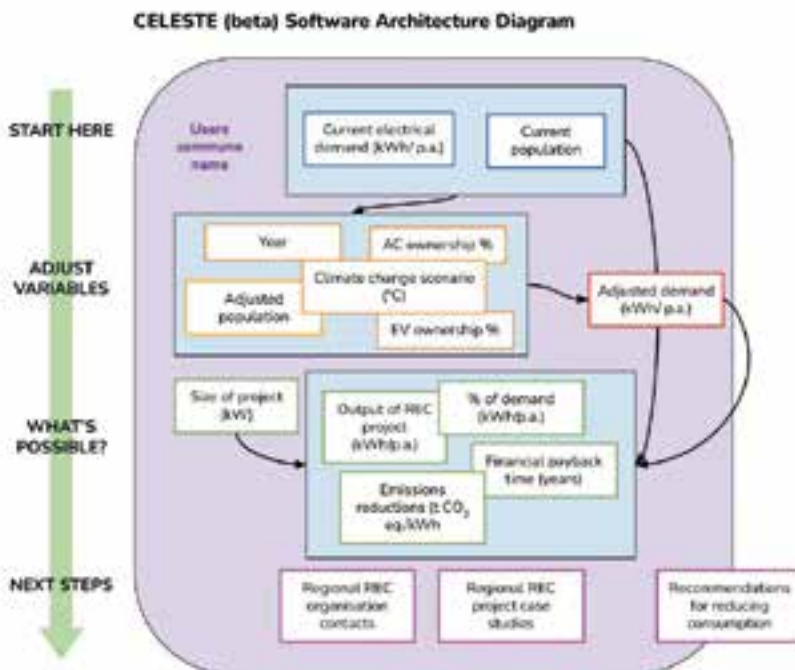 CELESTE (beta) Software Architecture Diagram
START HERE
Users
commune
name
Current electrical
demand (kWh/ p.a.)
Current
population
ADJUST
VARIABLES
Year
AC ownership %
Climate change scenario
(°C)
Adjusted
population
EV ownership %
Adjusted demand
(kWh/ p.a.)
WHAT'S
POSSIBLE?
Size of project
(kW)
Output of REC
project
(kWh/p.a.)
% of demand
(kWh/p.a.)
Financial payback
time (years)
Emissions
reductions (t CO₂
eq./kWh
NEXT STEPS
Regional REC
organisation
contacts
Regional REC
project case
studies
Recommendations
for reducing
consumption